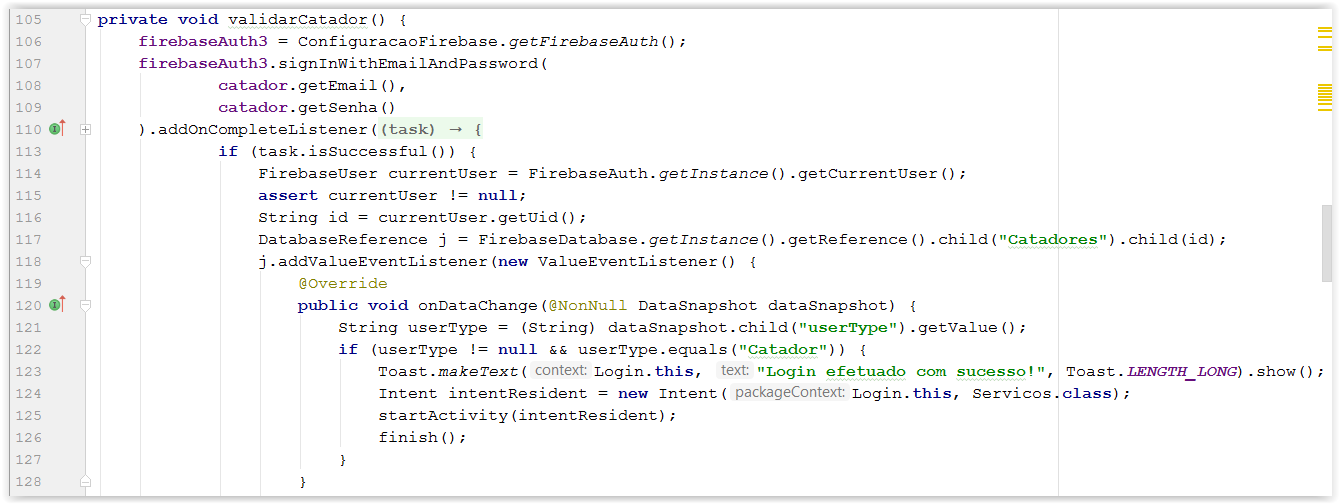 105 private void validarCatador() {
106 firebaseAuth3 = ConfiguracaoFirebase.getFirebaseAuth();
107 firebaseAuth3.signInWithEmailAndPassword(
108 catador.getEmail(),
109 catador.getSenha()
110 ).addOnCompleteListener((task) → {
113 if (task.isSuccessful()) {
114 FirebaseUser currentUser = FirebaseAuth.getInstance().getCurrentUser();
115 assert currentUser != null;
116 String id = currentUser.getUid();
117 DatabaseReference j = FirebaseDatabase.getInstance().getReference().child("Catadores").child(id);
118 j.addValueEventListener(new ValueEventListener() {
119 @Override
120 public void onDataChange(@NonNull DataSnapshot dataSnapshot) {
121 String userType = (String) dataSnapshot.child("userType").getValue();
122 if (userType != null && userType.equals("Catador")) {
123 Toast.makeText( context: Login.this, text: "Login efetuado com sucesso!", Toast.LENGTH_LONG).show();
124 Intent intentResident = new Intent( packageContext: Login.this, Servicos.class);
125 startActivity(intentResident);
126 finish();
127 }
128 }